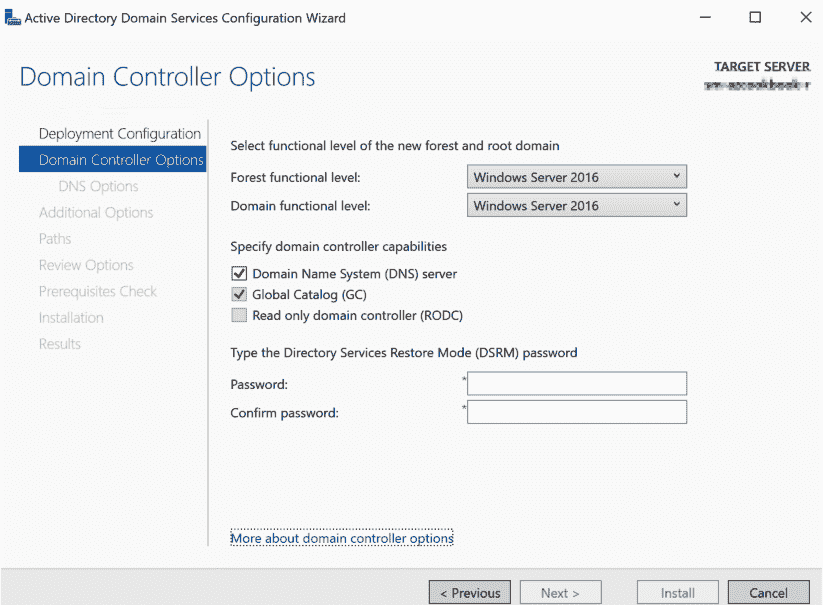 Active Directory Domain Services Configuration Wizard
Domain Controller Options
TARGET SERVER
Deployment Configuration
Domain Controller Options
DNS Options
Additional Options
Paths
Review Options
Prerequisites Check
Installation
Results
Select functional level of the new forest and root domain
Forest functional level: Windows Server 2016
Domain functional level: Windows Server 2016
Specify domain controller capabilities
Domain Name System (DNS) server
Global Catalog (GC)
Read only domain controller (RODC)
Type the Directory Services Restore Mode (DSRM) password
Password: *
Confirm password: *
More about domain controller options
< Previous Next > Install Cancel